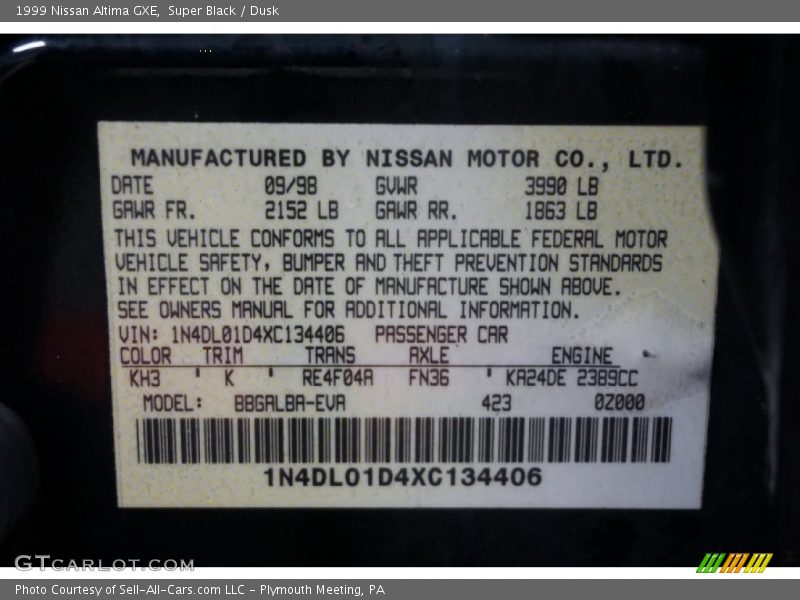 1999 Nissan Altima GXE, Super Black / Dusk
MANUFACTURED BY NISSAN MOTOR CO., LTD.
DATE 09/98 GVWR 3990 LB
GAWR FR. 2152 LB GAWR RR. 1863 LB
THIS VEHICLE CONFORMS TO ALL APPLICABLE FEDERAL MOTOR
VEHICLE SAFETY, BUMPER AND THEFT PREVENTION STANDARDS
IN EFFECT ON THE DATE OF MANUFACTURE SHOWN ABOVE.
SEE OWNERS MANUAL FOR ADDITIONAL INFORMATION.
VIN: 1N4DL01D4XC134406 PASSENGER CAR
COLOR TRIM TRANS AXLE ENGINE
KH3 ' K ' RE4F04A FN36 ' KA24DE 2389CC
MODEL: BBGALBA-EVA 423 0Z000
1N4DL01D4XC134406
GTCARLOT.COM
Photo Courtesy of Sell-All-Cars.com LLC - Plymouth Meeting, PA